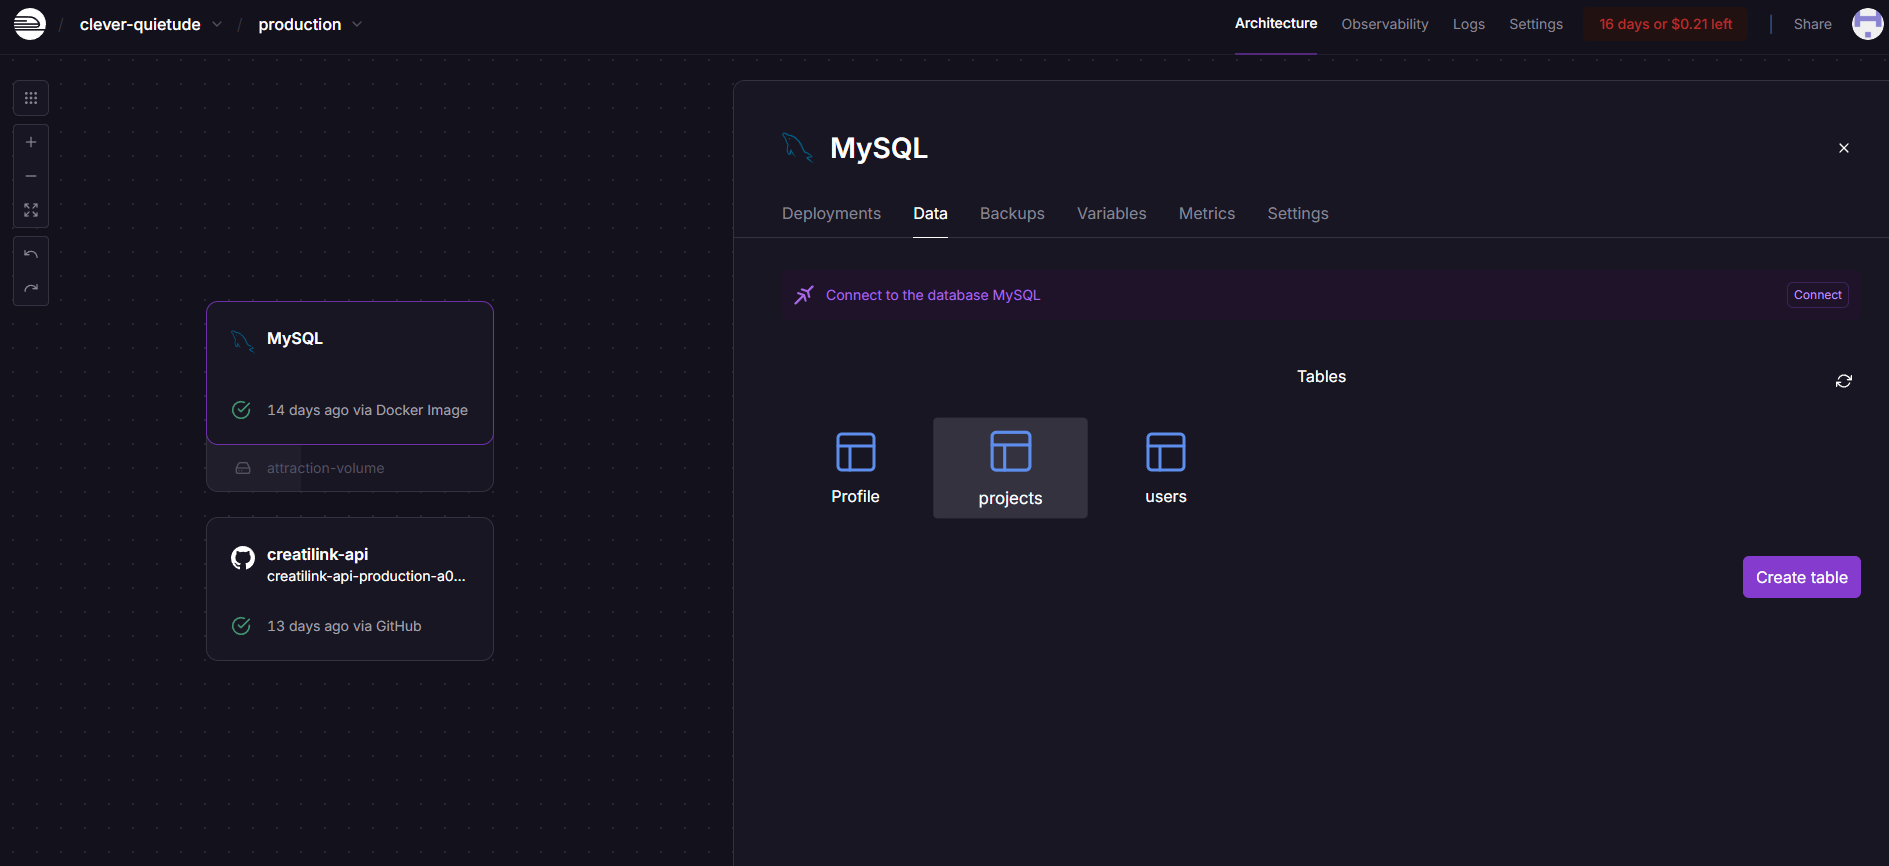 / clever-quietude / production
Architecture Observability Logs Settings 16 days or $0.21 left Share
MySQL
14 days ago via Docker Image
attraction-volume
creatilink-api
creatilink-api-production-a0...
13 days ago via GitHub
MySQL
Deployments Data Backups Variables Metrics Settings
Connect to the database MySQL Connect
Tables
Profile projects users
Create table